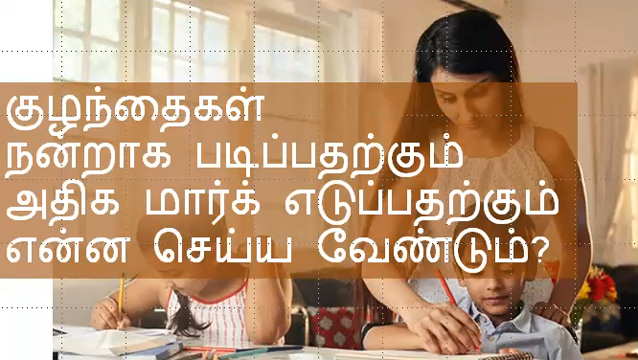 குழந்தைகள்
நன்றாக படிப்பதற்கும்
அதிக மார்க் எடுப்பதற்கும்
என்ன செய்ய வேண்டும்?